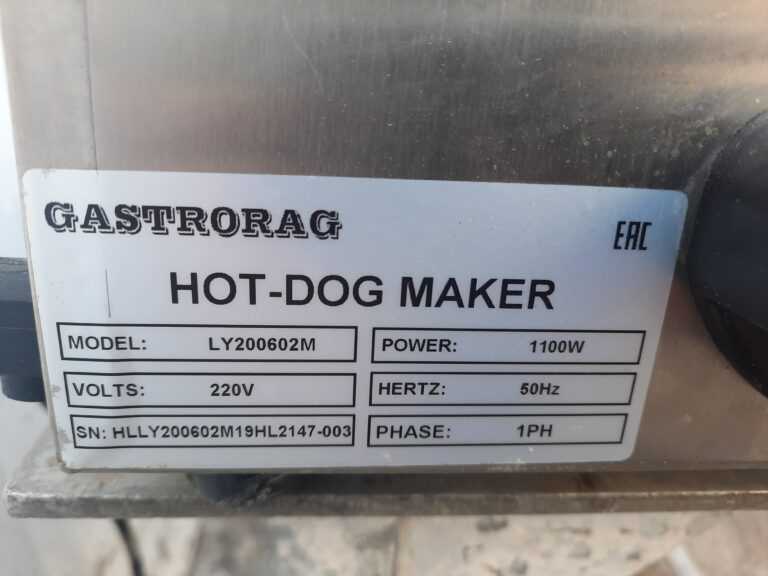 GASTRORAG
EAC
HOT-DOG MAKER
MODEL: LY200602M
POWER: 1100W
VOLTS: 220V
HERTZ: 50Hz
SN: HLLY200602M19HL2147-003
PHASE: 1PH